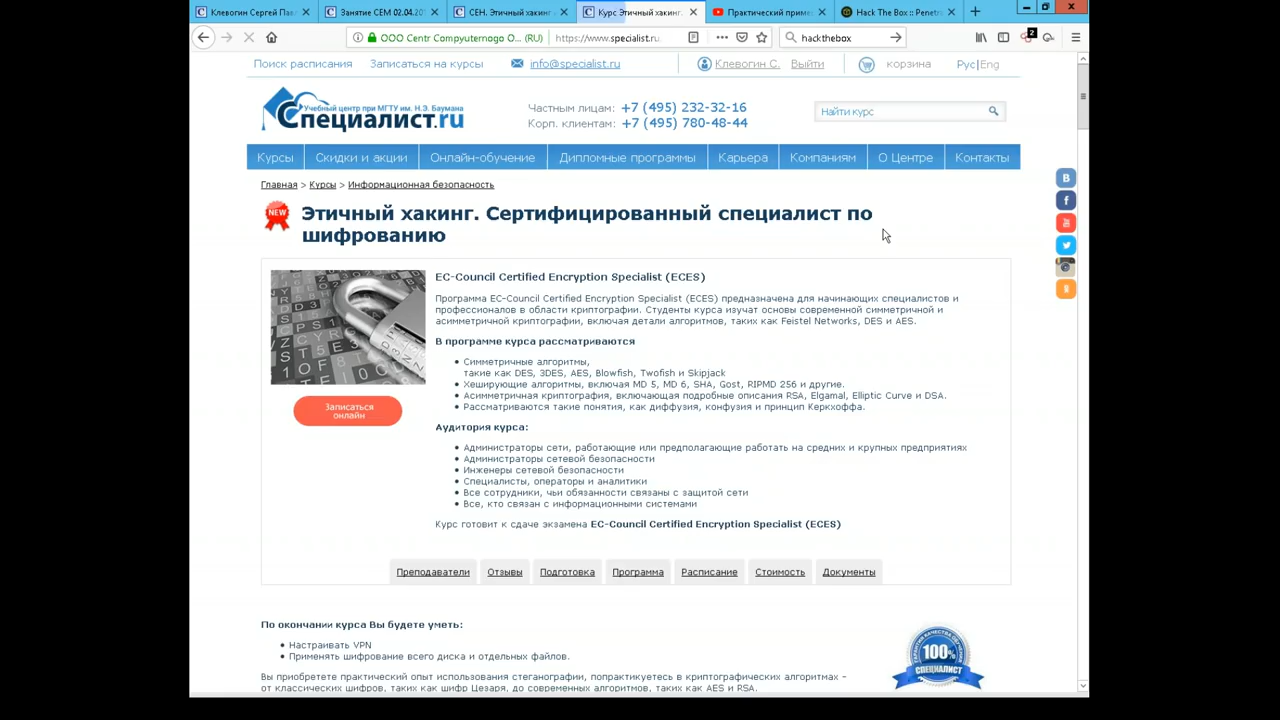 Клевогин Сергей Пав
Занятие СЕМ 02.04.20
CEH. Этичный хакинг
Курс Этичный хакинг.
Практический приме
Hack The Box :: Penetr
ООО Centr Compyuternogo O... (RU)
https://www.specialist.ru
hackthebox
2
Поиск расписания
Записаться на курсы
info@specialist.ru
Клевогин С.
Выйти
корзина
Рус|Eng
Учебный центр при МГТУ им. Н.Э. Баумана
Специалист.ru
Частным лицам: +7 (495) 232-32-16
Корп. клиентам: +7 (495) 780-48-44
Найти курс
Курсы
Скидки и акции
Онлайн-обучение
Дипломные программы
Карьера
Компаниям
О Центре
Контакты
Главная > Курсы > Информационная безопасность
NEW
Этичный хакинг. Сертифицированный специалист по
шифрованию
EC-Council Certified Encryption Specialist (ECES)
Программа EC-Council Certified Encryption Specialist (ECES) предназначена для начинающих специалистов и
профессионалов в области криптографии. Студенты курса изучат основы современной симметричной и
асимметричной криптографии, включая детали алгоритмов, таких как Feistel Networks, DES и AES.
В программе курса рассматриваются
Симметричные алгоритмы,
такие как DES, 3DES, AES, Blowfish, Twofish и Skipjack
Хеширующие алгоритмы, включая MD 5, MD 6, SHA, Gost, RIPMD 256 и другие.
Асимметричная криптография, включающая подробные описания RSA, Elgamal, Elliptic Curve и DSA.
Рассматриваются такие понятия, как диффузия, конфузия и принцип Керкхоффа.
Записаться
онлайн
Аудитория курса:
Администраторы сети, работающие или предполагающие работать на средних и крупных предприятиях
Администраторы сетевой безопасности
Инженеры сетевой безопасности
Специалисты, операторы и аналитики
Все сотрудники, чьи обязанности связаны с защитой сети
Все, кто связан с информационными системами
Курс готовит к сдаче экзамена EC-Council Certified Encryption Specialist (ECES)
Преподаватели
Отзывы
Подготовка
Программа
Расписание
Стоимость
Документы
По окончании курса Вы будете уметь:
Настраивать VPN
Применять шифрование всего диска и отдельных файлов.
Вы приобретете практический опыт использования стеганографии, попрактикуетесь в криптографических алгоритмах –
от классических шифров, таких как шифр Цезаря, до современных алгоритмов, таких как AES и RSA.
100%
СПЕЦИАЛИСТ